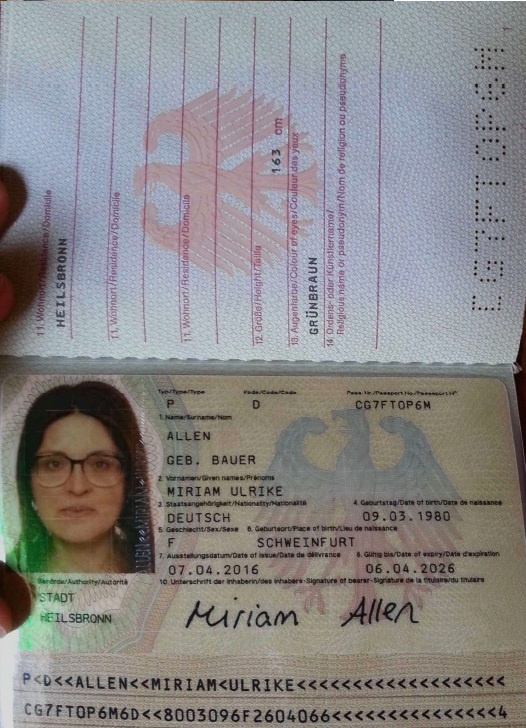 11. Wohnort/Residence/Domicile
HEILSBRONN
11. Wohnort/Residence/Domicile
11. Wohnort/Residence/Domicile
12. Größe/Height/Taille
163 cm
13. Augenfarbe/Colour of eyes/Couleur des yeux
GRÜNBRAUN
14. Ordens- oder Künstlername/
Religious name or pseudonym/Nom de religion ou pseudonyme
1
Typ/Type/Type
Kode/Code/Code
Pass-Nr./Passport No./Passeport N°
P
D
CG7FTOP6M
1. Name/Surname/Nom
ALLEN
GEB. BAUER
2. Vornamen/Given names/Prénoms
MIRIAM ULRIKE
3. Staatsangehörigkeit/Nationality/Nationalité
4. Geburtstag/Date of birth/Date de naissance
DEUTSCH
09.03.1980
5. Geschlecht/Sex/Sexe
6. Geburtsort/Place of birth/Lieu de naissance
F
SCHWEINFURT
7. Ausstellungsdatum/Date of issue/Date de délivrance
8. Gültig bis/Date of expiry/Date d'expiration
07.04.2016
06.04.2026
Behörde/Authority/Autorité
10. Unterschrift der Inhaberin/des Inhabers-Signature of bearer-Signature de la titulaire/du titulaire
STADT
HEILSBRONN
Miriam Allen
P<D<<ALLEN<<MIRIAM<ULRIKE<<<<<<<<<<<<<<<<<<<
CG7FTOP6M6D<<8003096F2604066<<<<<<<<<<<<<<<4